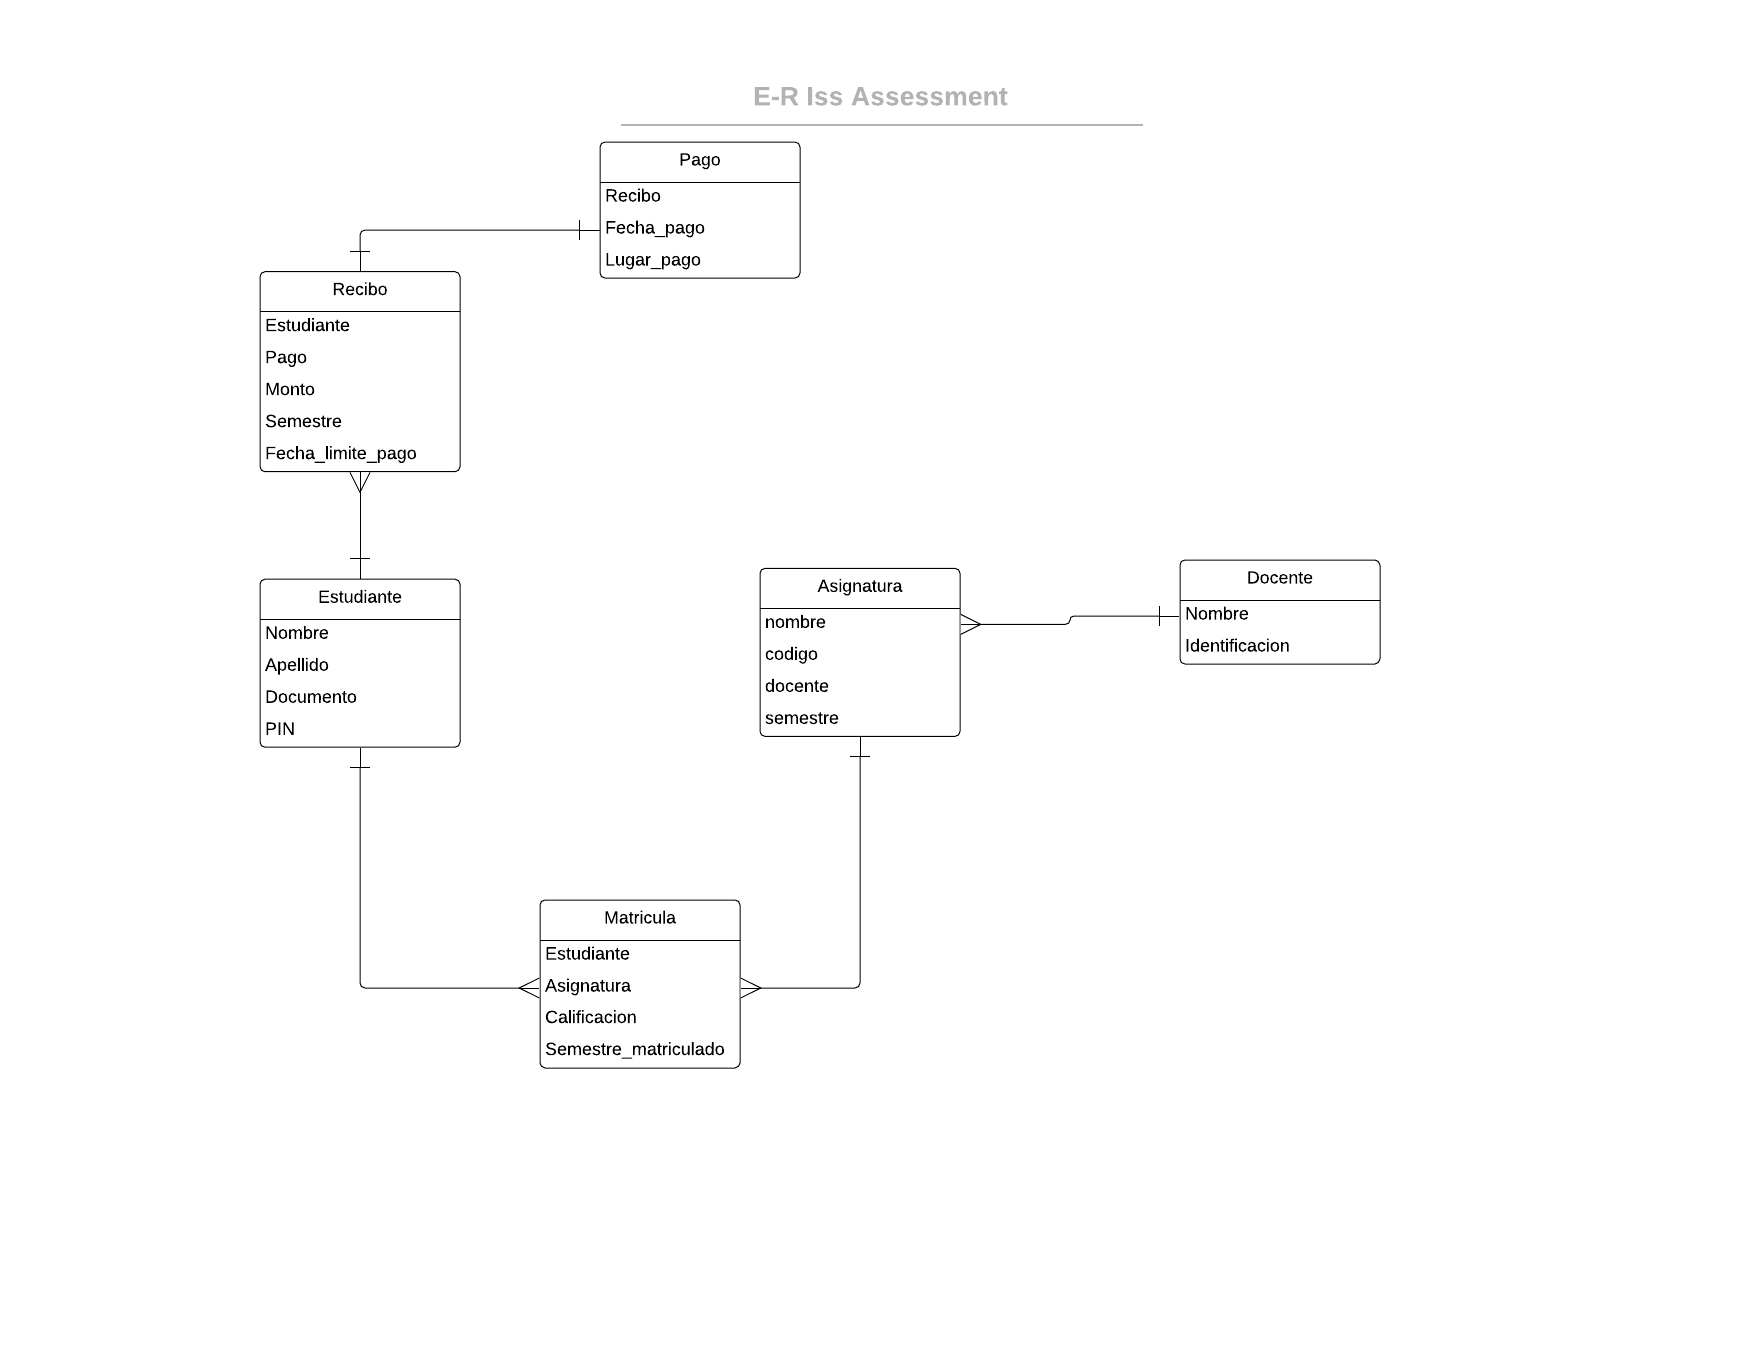 E-R Iss Assessment
Pago
Recibo
Fecha_pago
Lugar_pago
Recibo
Estudiante
Pago
Monto
Semestre
Fecha_limite_pago
Estudiante
Nombre
Apellido
Documento
PIN
Asignatura
nombre
codigo
docente
semestre
Docente
Nombre
Identificacion
Matricula
Estudiante
Asignatura
Calificacion
Semestre_matriculado